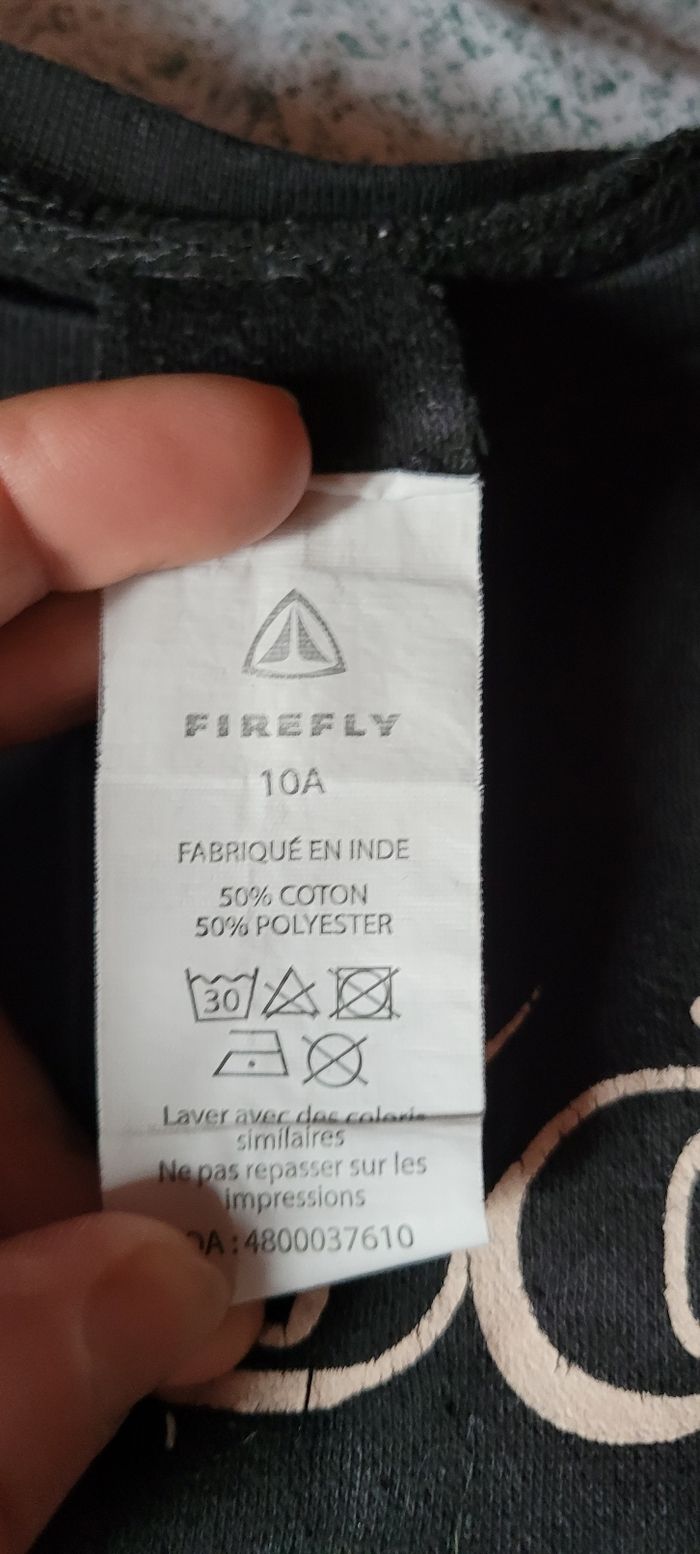 FIREFLY
10A
FABRIQUÉ EN INDE
50% COTON
50% POLYESTER
30
Laver avec des coloris
similaires
Ne pas repasser sur les
impressions
A : 4800037610